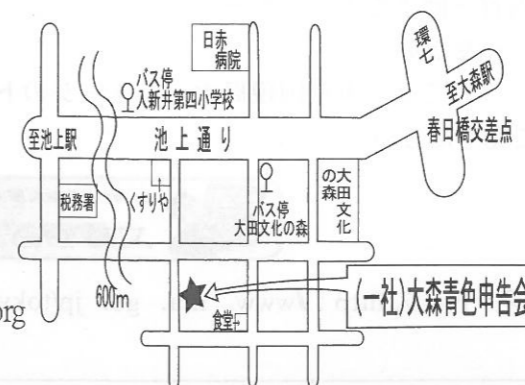 日赤
病院
環七
至大森駅
バス停
入新井第四小学校
至池上駅
池上通り
春日橋交差点
税務署
くすりや
バス停
大田文化の森
大田文化
の森
600m
(一社)大森青色申告会
食堂
org